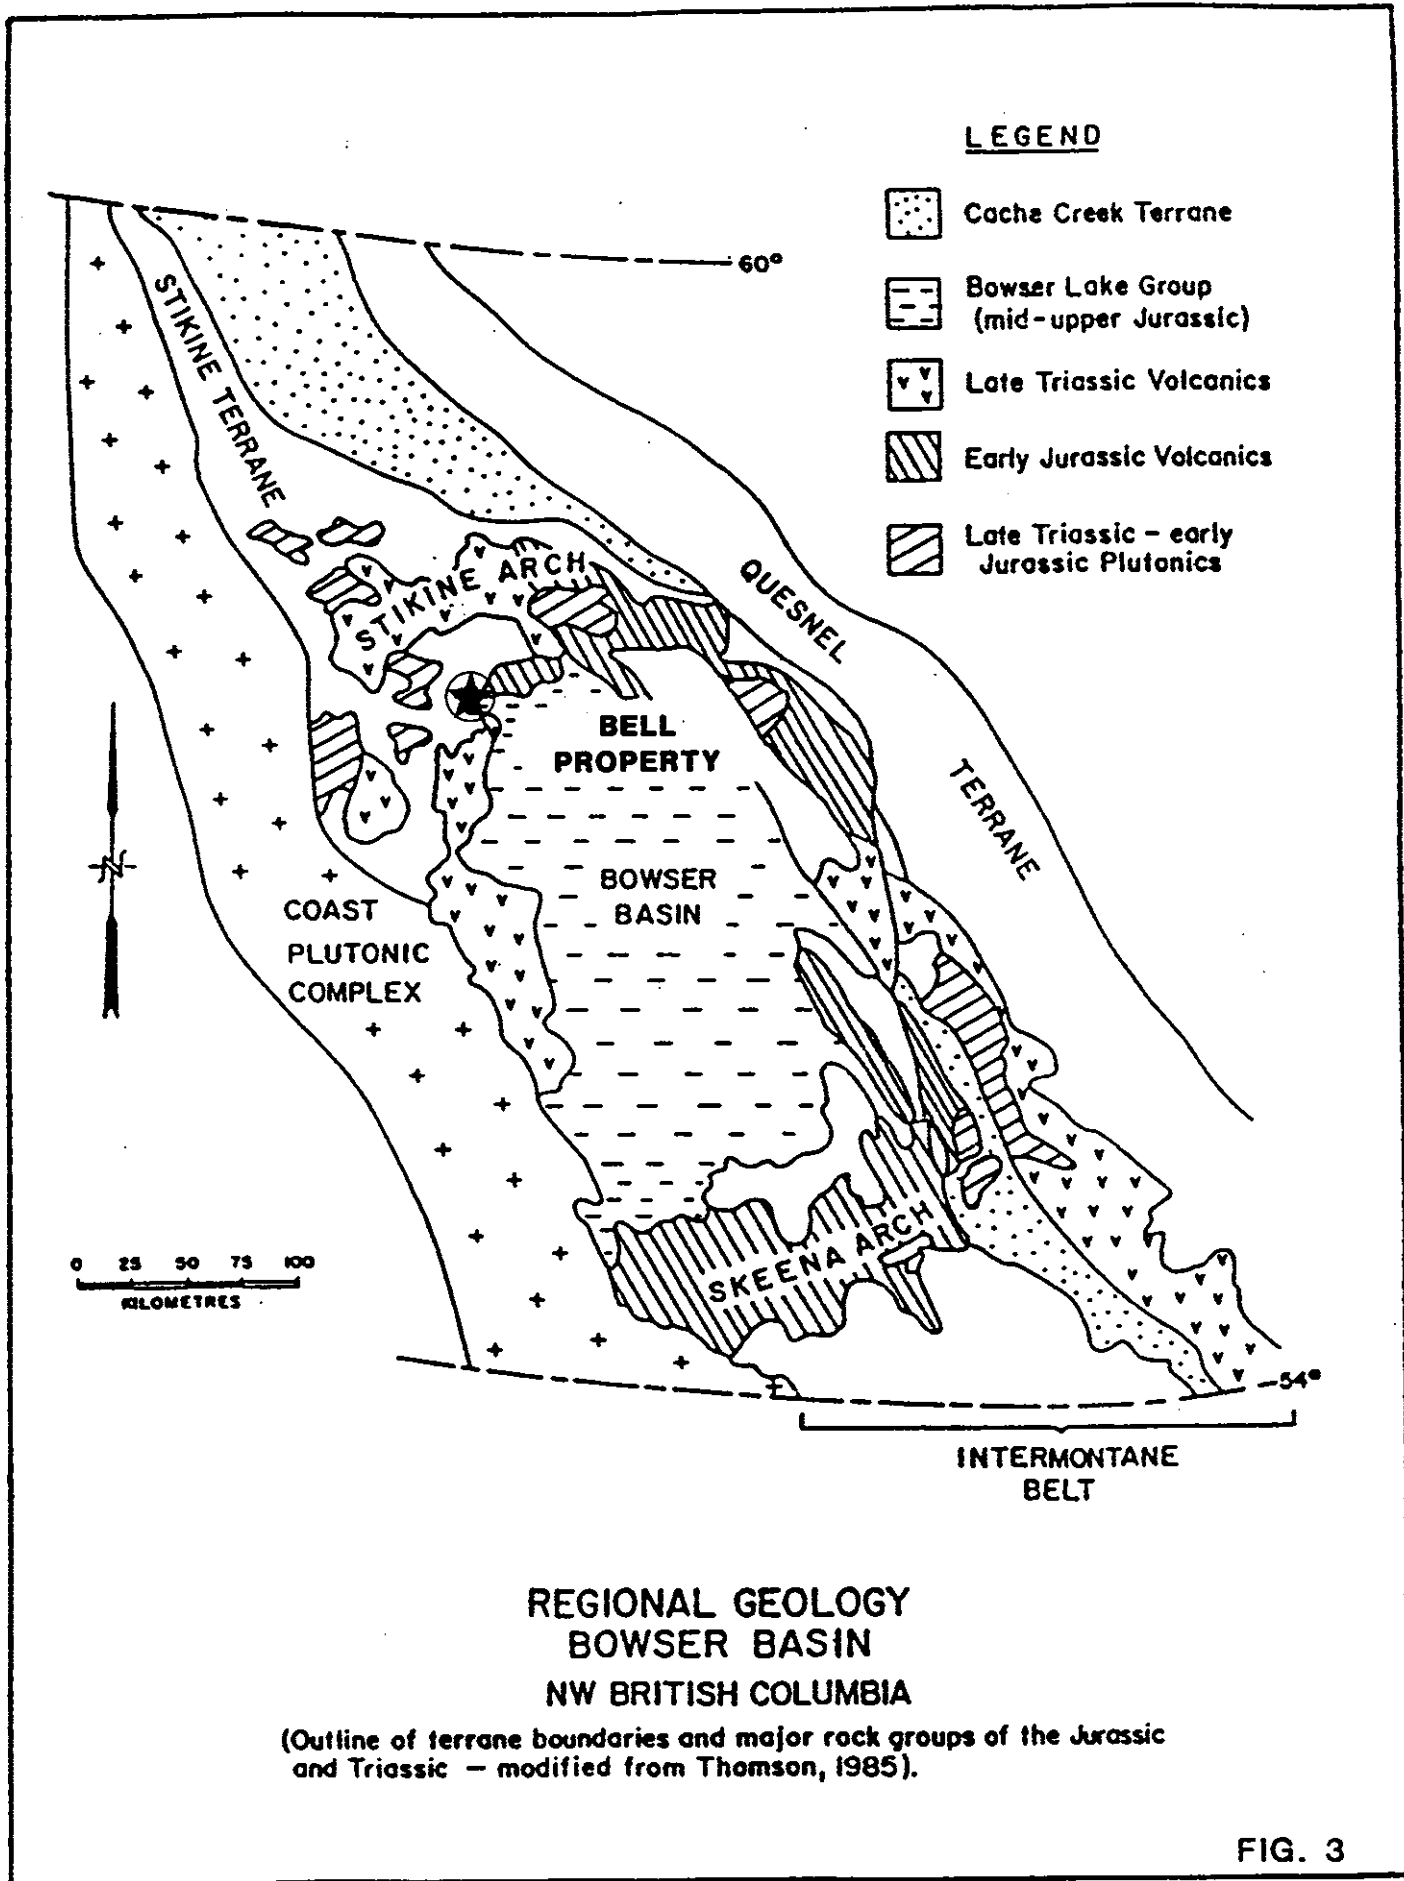 LEGEND
Cache Creek Terrane
Bowser Lake Group
(mid-upper Jurassic)
Late Triassic Volcanics
Early Jurassic Volcanics
Late Triassic - early
Jurassic Plutonics
60°
STIKINE TERRANE
STIKINE ARCH
QUESNEL
TERRANE
BELL
PROPERTY
BOWSER
BASIN
COAST
PLUTONIC
COMPLEX
N
SKEENA ARCH
0 25 50 75 100
KILOMETRES
54°
INTERMONTANE
BELT
REGIONAL GEOLOGY
BOWSER BASIN
NW BRITISH COLUMBIA
(Outline of terrane boundaries and major rock groups of the Jurassic
and Triassic - modified from Thomson, 1985).
FIG. 3